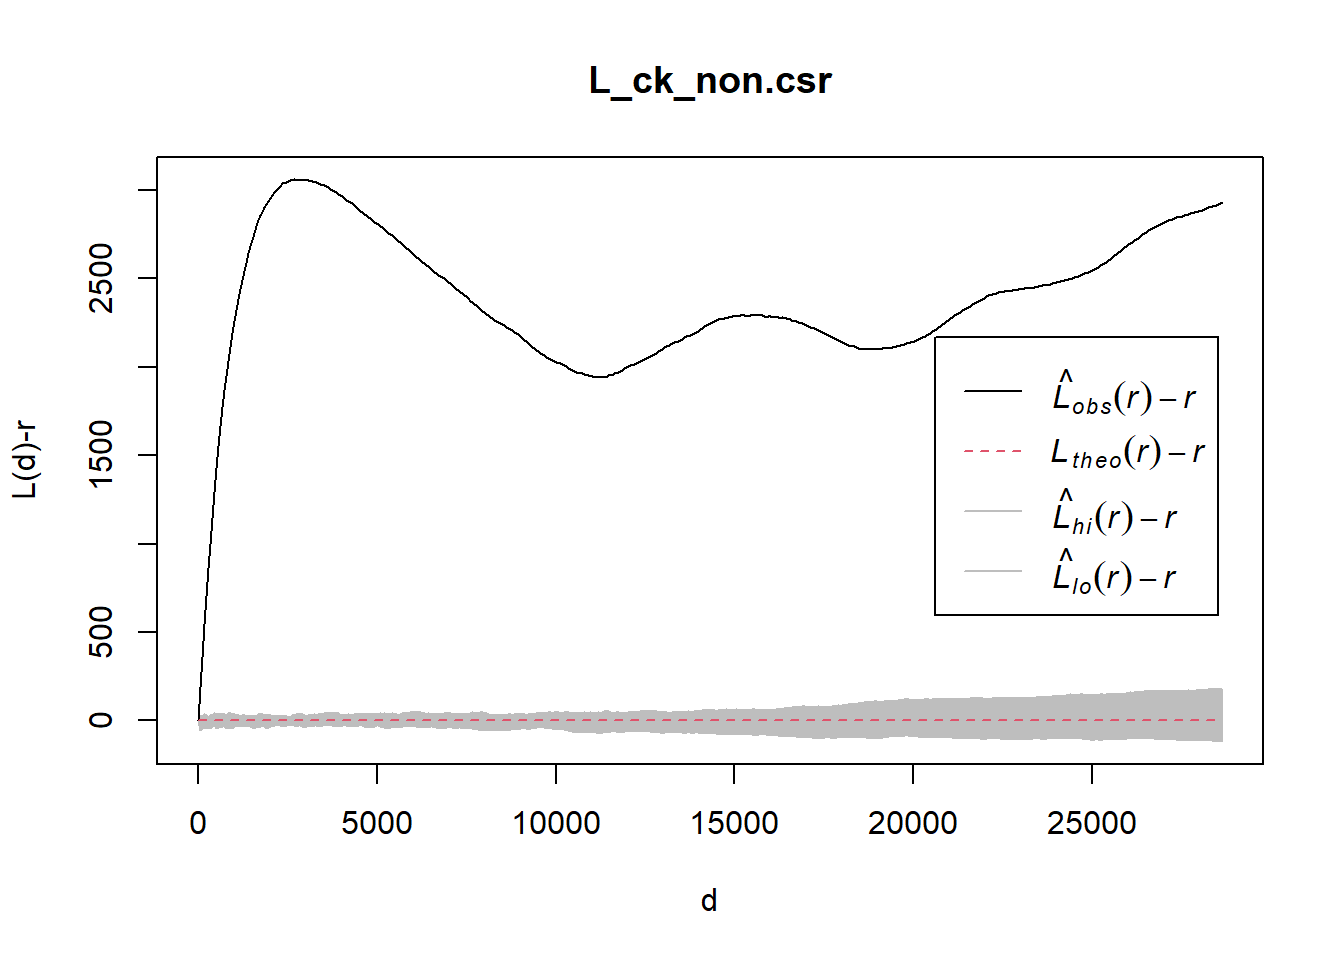 L_ck_non.csr
L(d)-r
2500
1500
500
0
L̂obs(r) − r
Ltheo(r) − r
L̂hi(r) − r
L̂lo(r) − r
0 5000 10000 15000 20000 25000
d